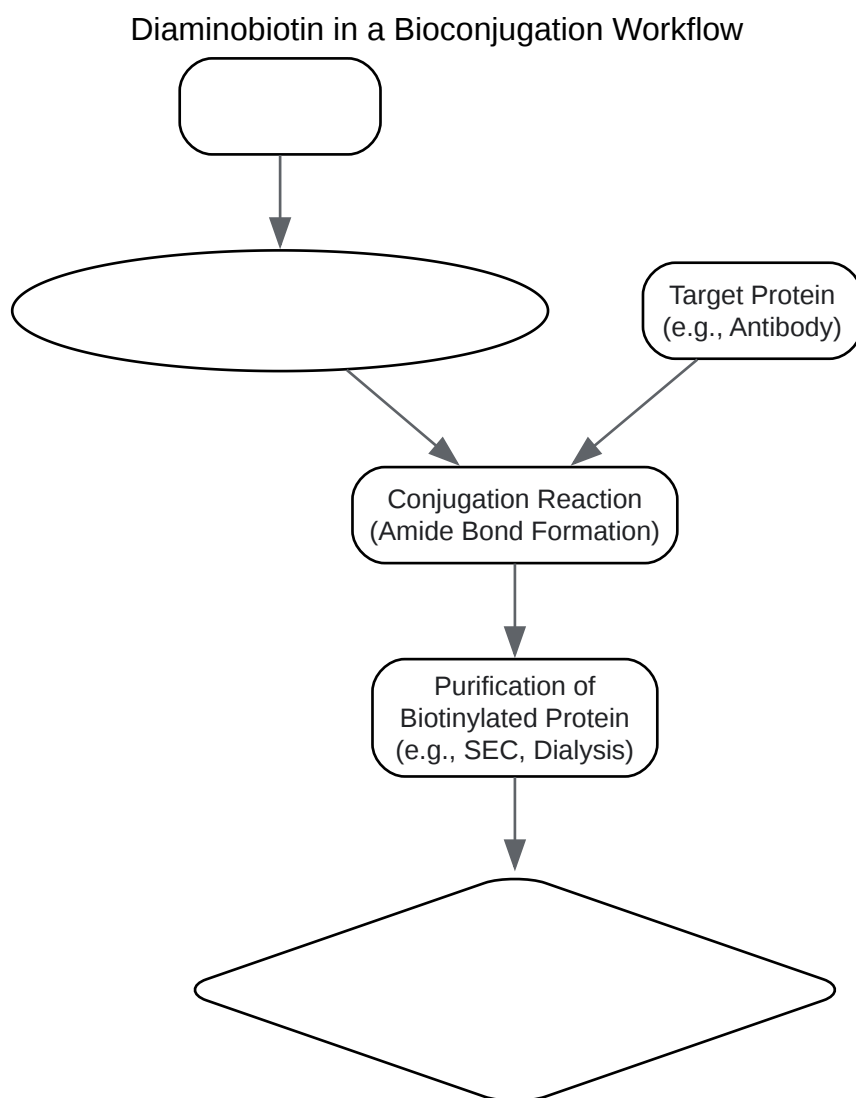 Diaminobiotin in a Bioconjugation Workflow
Target Protein
(e.g., Antibody)
Conjugation Reaction
(Amide Bond Formation)
Purification of
Biotinylated Protein
(e.g., SEC, Dialysis)